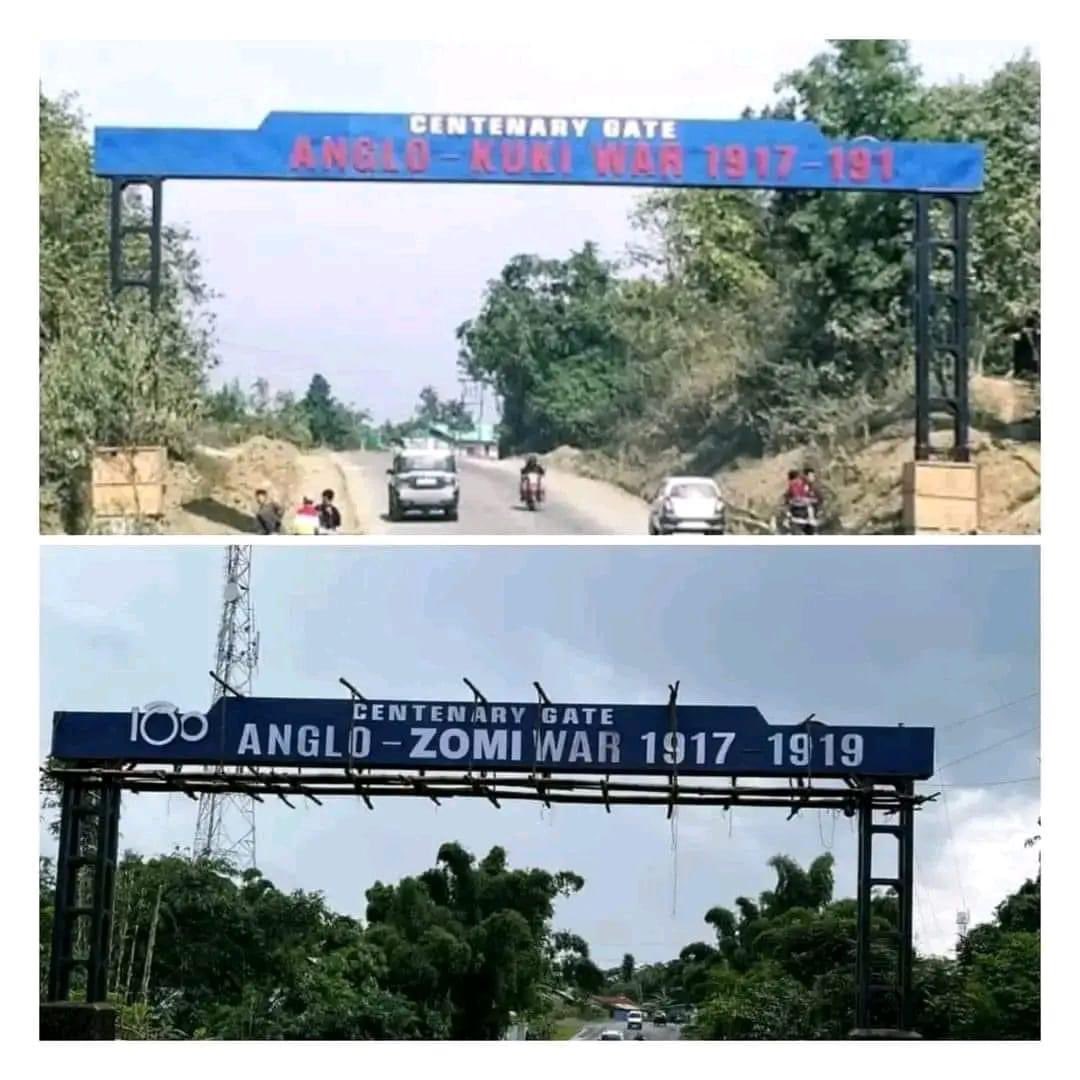 CENTENARY GATE
ANGLO - KUKI WAR 1917 - 191
100
CENTENARY GATE
ANGLO - ZOMI WAR 1917 - 1919